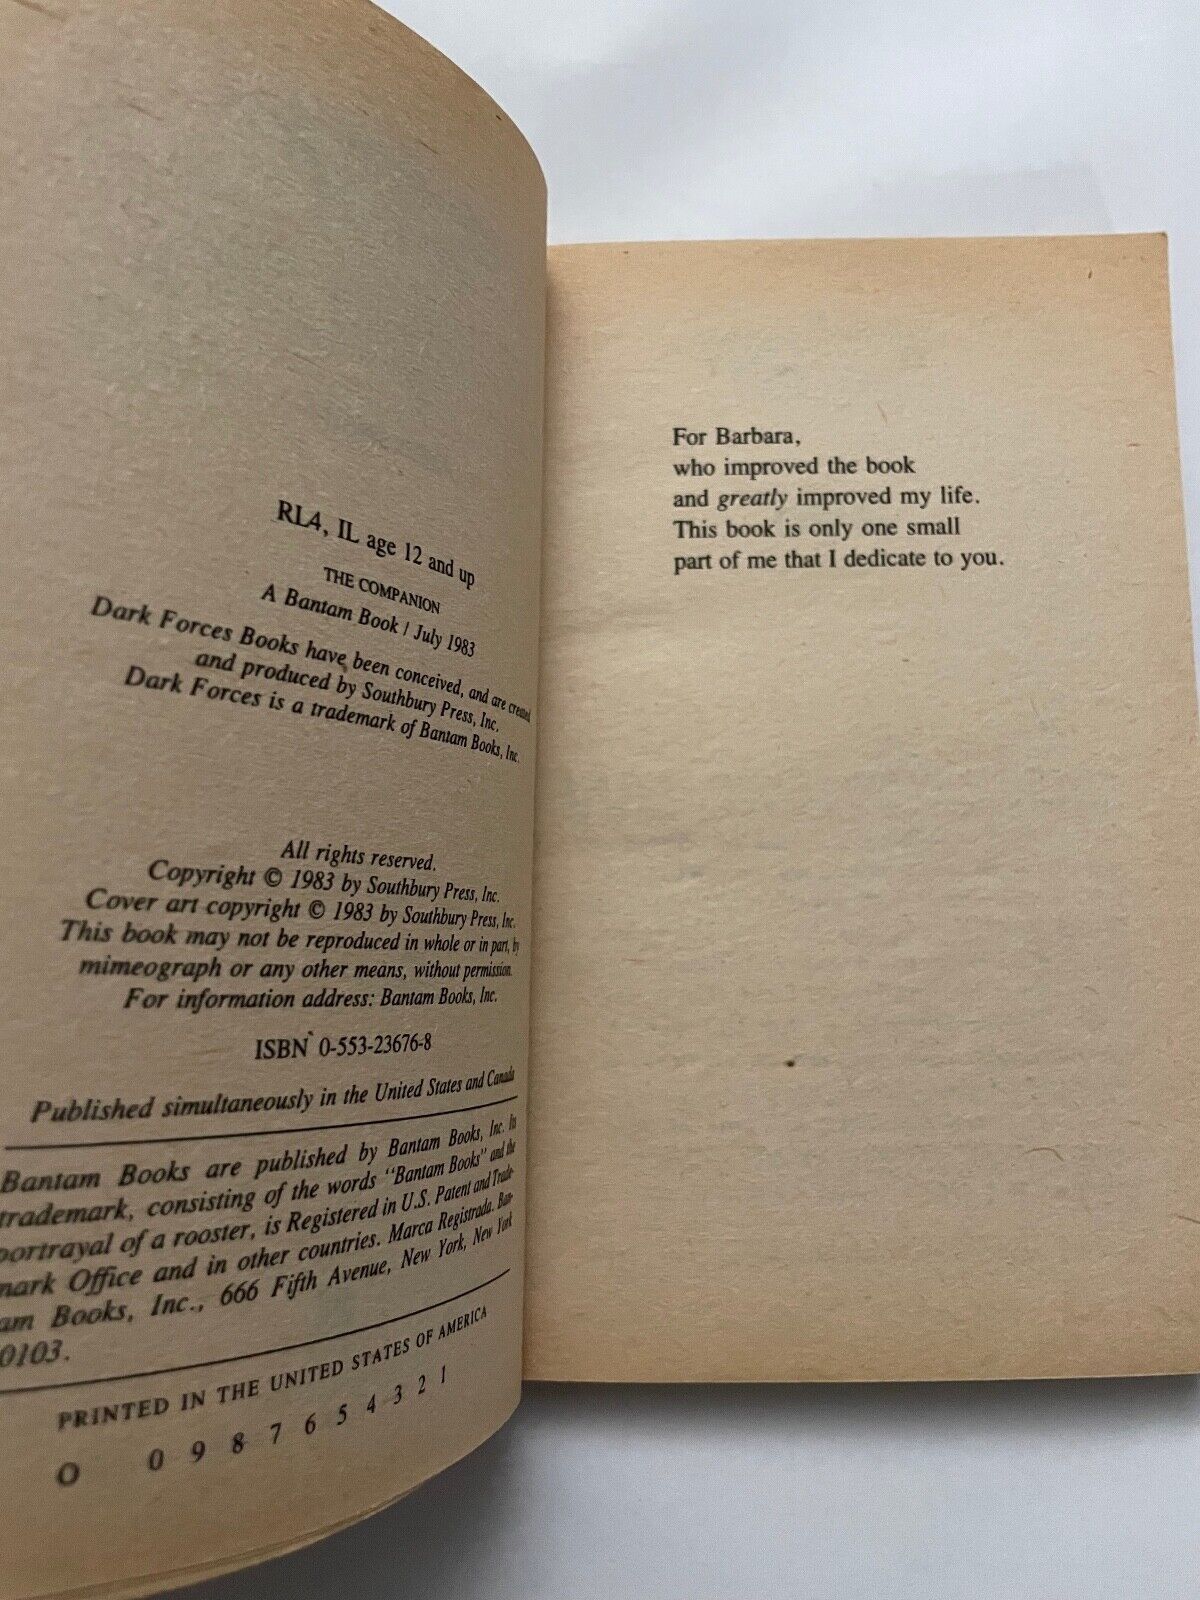 RL4, IL age 12 and up
THE COMPANION
A Bantam Book / July 1983
Dark Forces Books have been conceived, and are created
and produced by Southbury Press, Inc.
Dark Forces is a trademark of Bantam Books, Inc.
All rights reserved.
Copyright © 1983 by Southbury Press, Inc.
Cover art copyright © 1983 by Southbury Press, Inc.
This book may not be reproduced in whole or in part, by
mimeograph or any other means, without permission.
For information address: Bantam Books, Inc.
ISBN 0-553-23676-8
Published simultaneously in the United States and Canada
Bantam Books are published by Bantam Books, Inc. Its
trademark, consisting of the words "Bantam Books" and the
portrayal of a rooster, is Registered in U.S. Patent and Trade-
mark Office and in other countries. Marca Registrada. Ban-
am Books, Inc., 666 Fifth Avenue, New York, New York
0103.
PRINTED IN THE UNITED STATES OF AMERICA
O 0 9 8 7 6 5 4 3 2 1
For Barbara,
who improved the book
and greatly improved my life.
This book is only one small
part of me that I dedicate to you.